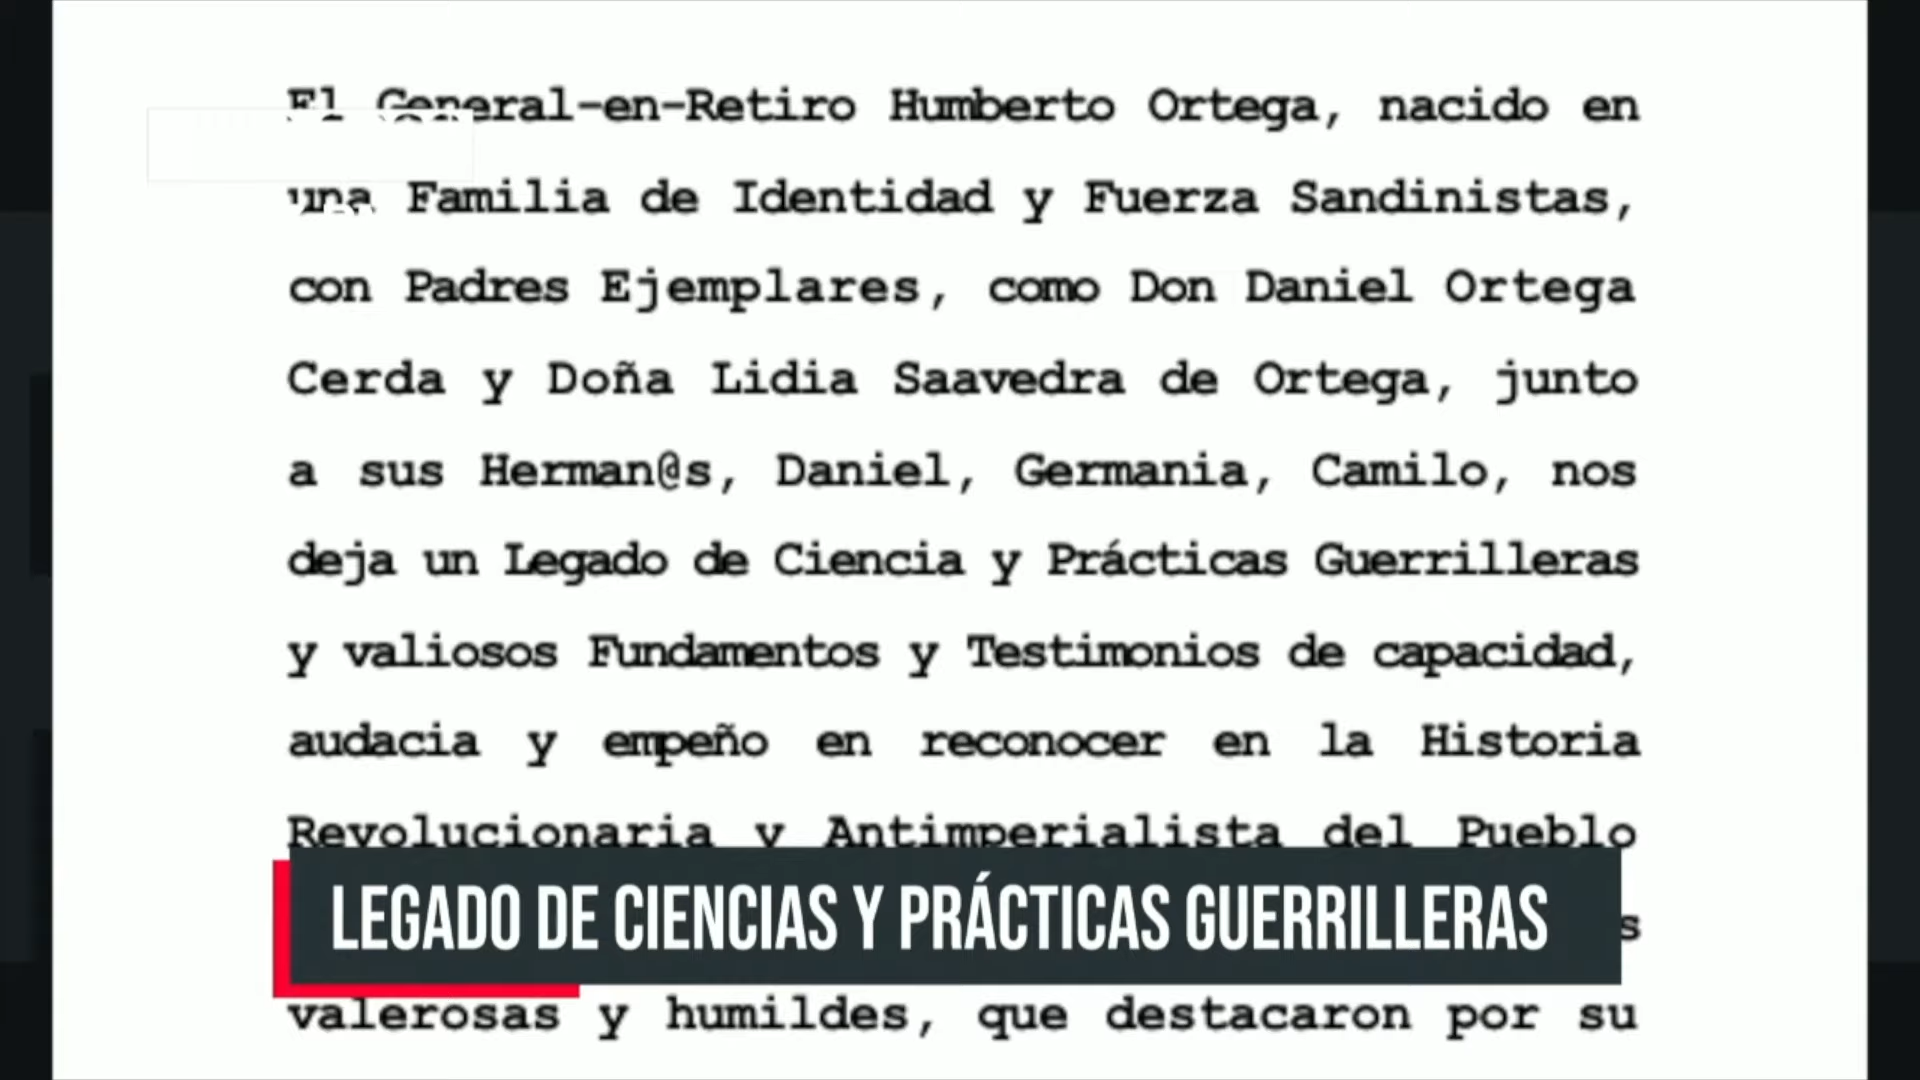 El General-en-Retiro Humberto Ortega, nacido en
una Familia de Identidad y Fuerza Sandinistas,
con Padres Ejemplares, como Don Daniel Ortega
Cerda y Doña Lidia Saavedra de Ortega, junto
a sus Herman@s, Daniel, Germania, Camilo, nos
deja un Legado de Ciencia y Prácticas Guerrilleras
y valiosos Fundamentos y Testimonios de capacidad,
audacia y empeño en reconocer en la Historia
Revolucionaria y Antimperialista del Pueblo
LEGADO DE CIENCIAS Y PRÁCTICAS GUERRILLERAS
valerosas y humildes, que destacaron por su